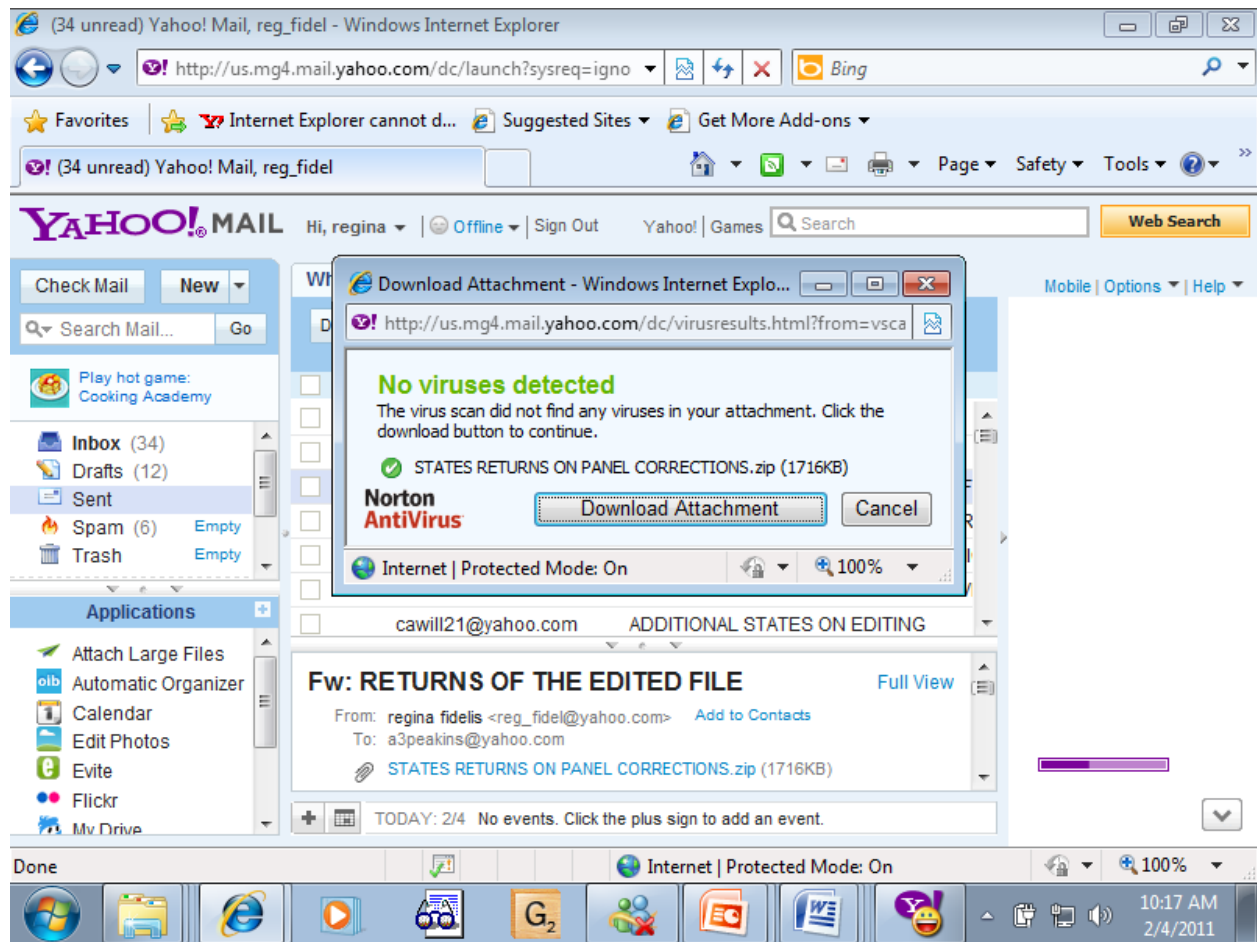 (34 unread) Yahoo! Mail, reg_fidel - Windows Internet Explorer
http://us.mg4.mail.yahoo.com/dc/launch?sysreq=igno Bing
Favorites Internet Explorer cannot d... Suggested Sites Get More Add-ons
(34 unread) Yahoo! Mail, reg_fidel Page Safety Tools
YAHOO! MAIL Hi, regina Offline Sign Out Yahoo! Games Search Web Search
Mobile | Options | Help
Check Mail New
Search Mail... Go
Play hot game:
Cooking Academy
Inbox (34)
Drafts (12)
Sent
Spam (6) Empty
Trash Empty
Applications
Attach Large Files
Automatic Organizer
Calendar
Edit Photos
Evite
Flickr
My Drive
Download Attachment - Windows Internet Explo...
http://us.mg4.mail.yahoo.com/dc/virusresults.html?from=vsca
No viruses detected
The virus scan did not find any viruses in your attachment. Click the
download button to continue.
STATES RETURNS ON PANEL CORRECTIONS.zip (1716KB)
Norton
AntiVirus
Download Attachment Cancel
Internet | Protected Mode: On 100%
cawill21@yahoo.com ADDITIONAL STATES ON EDITING
Fw: RETURNS OF THE EDITED FILE Full View
From: regina fidelis <reg_fidel@yahoo.com> Add to Contacts
To: a3peakins@yahoo.com
STATES RETURNS ON PANEL CORRECTIONS.zip (1716KB)
TODAY: 2/4 No events. Click the plus sign to add an event.
Done Internet | Protected Mode: On 100%
10:17 AM
2/4/2011